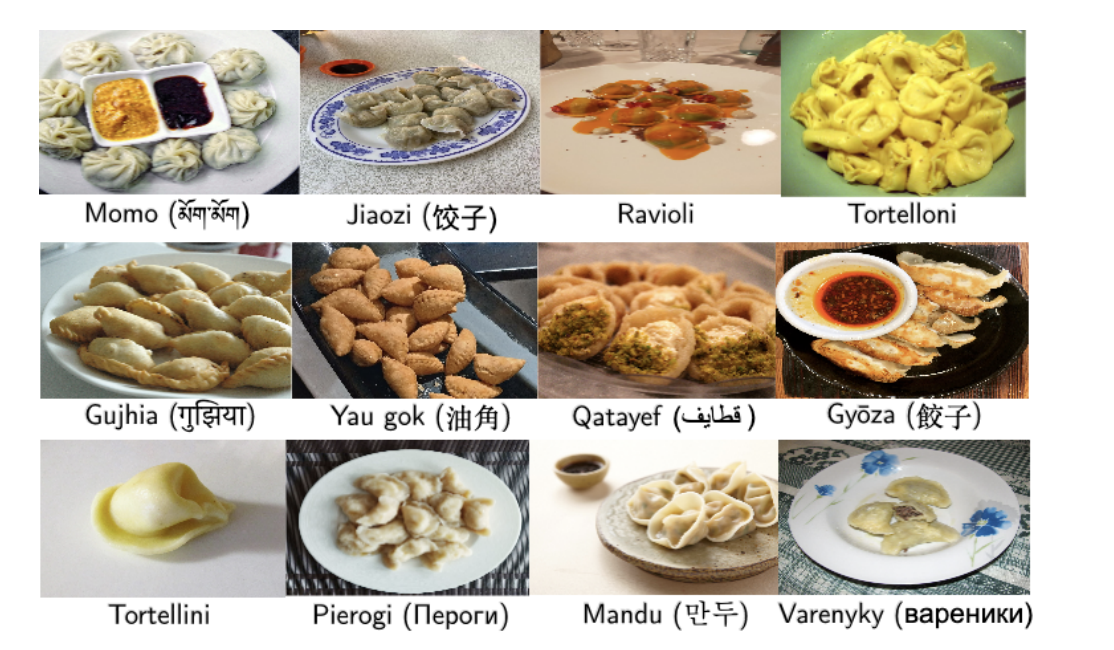 Momo (མོག་མོག)
Jiaozi (饺子)
Ravioli
Tortelloni
Gujhia (गुझिया)
Yau gok (油角)
Qatayef (قطايف )
Gyōza (餃子)
Tortellini
Pierogi (Пероги)
Mandu (만두)
Varenyky (вареники)